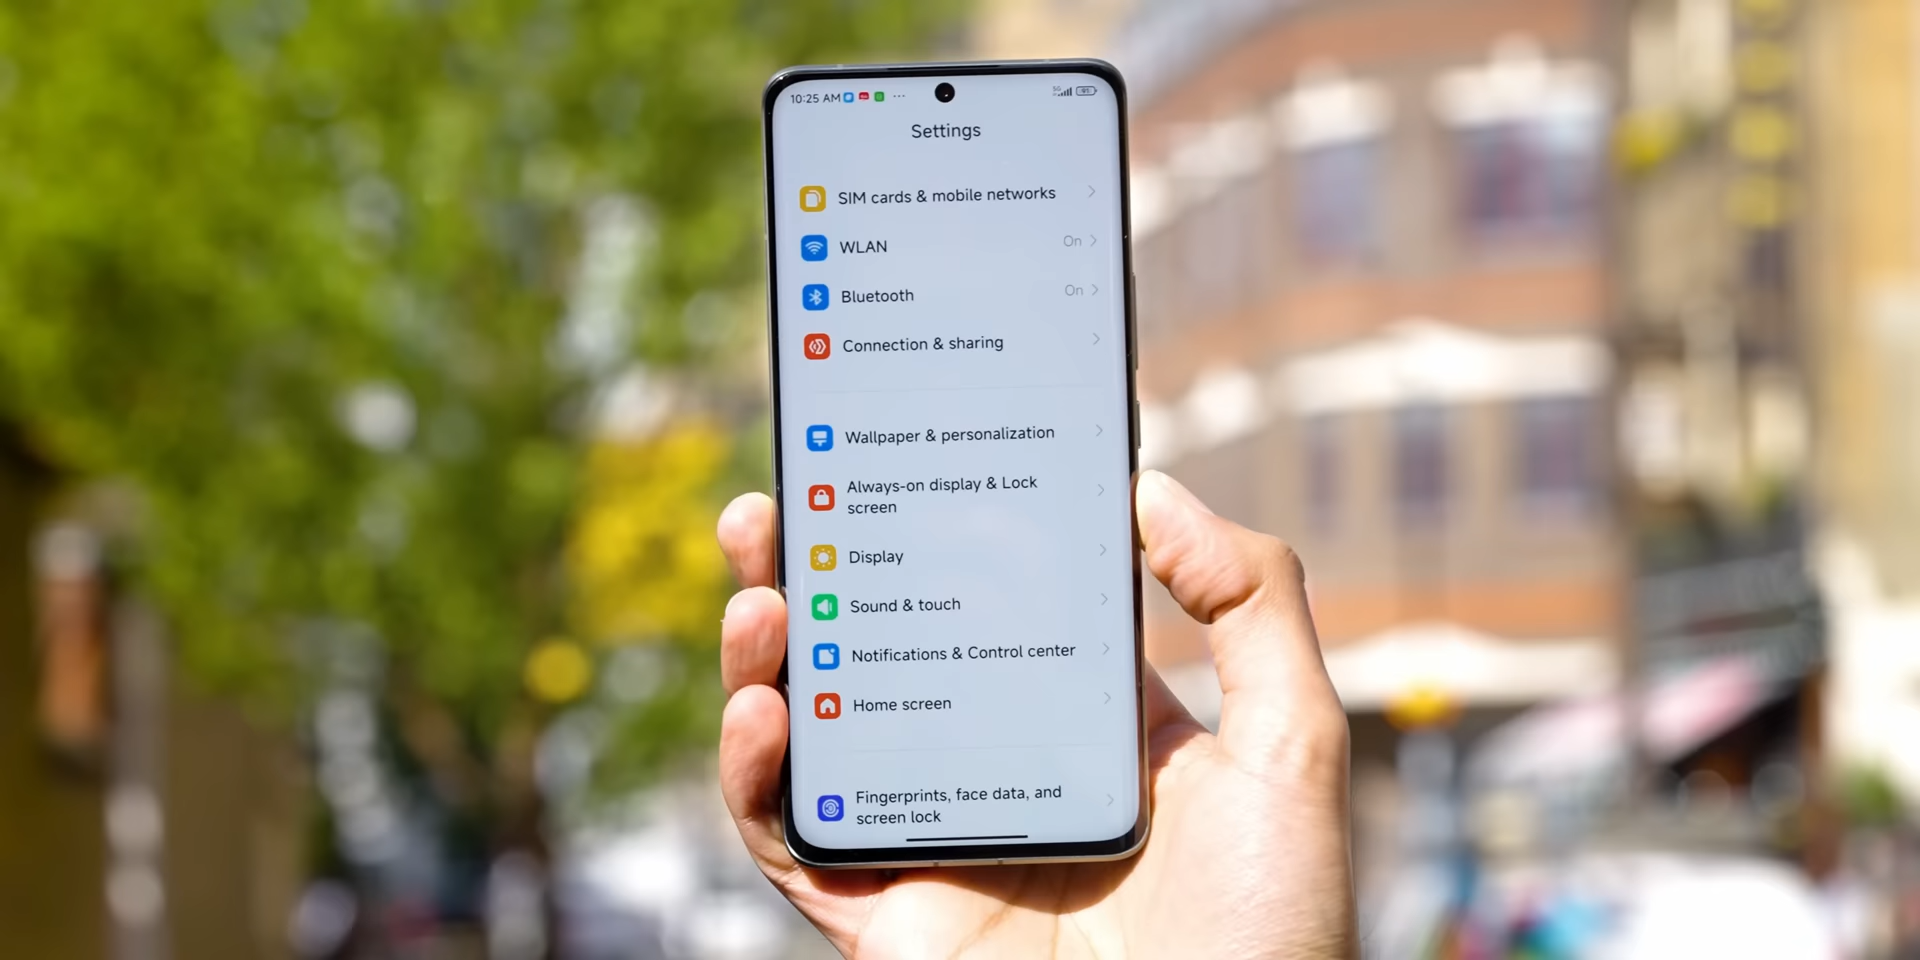 10:25 AM
Settings
SIM cards & mobile networks
WLAN
On
Bluetooth
On
Connection & sharing
Wallpaper & personalization
Always-on display & Lock
screen
Display
Sound & touch
Notifications & Control center
Home screen
Fingerprints, face data, and
screen lock